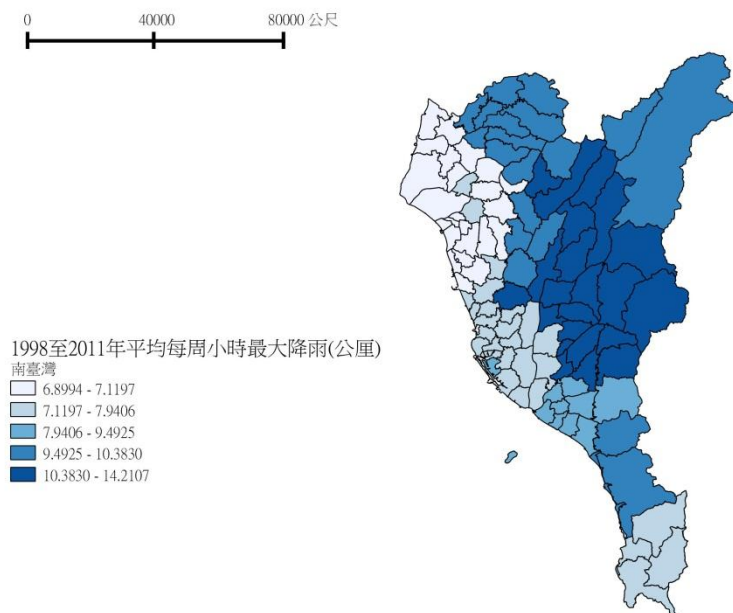 0 40000 80000 公尺
1998至2011年平均每周小時最大降雨(公厘)
南臺灣
6.8994 - 7.1197
7.1197 - 7.9406
7.9406 - 9.4925
9.4925 - 10.3830
10.3830 - 14.2107